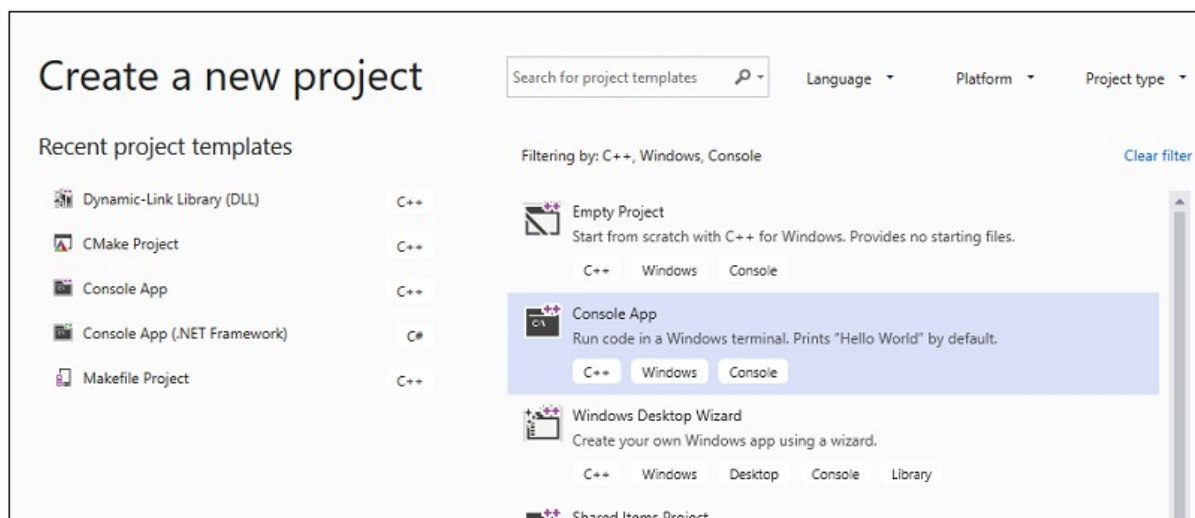 Create a new project
Search for project templates
Language
Platform
Project type
Recent project templates
Dynamic-Link Library (DLL) C++
CMake Project C++
Console App C++
Console App (.NET Framework) C#
Makefile Project C++
Filtering by: C++, Windows, Console
Clear filter
Empty Project
Start from scratch with C++ for Windows. Provides no starting files.
C++ Windows Console
Console App
Run code in a Windows terminal. Prints "Hello World" by default.
C++ Windows Console
Windows Desktop Wizard
Create your own Windows app using a wizard.
C++ Windows Desktop Console Library
Shared Items Project